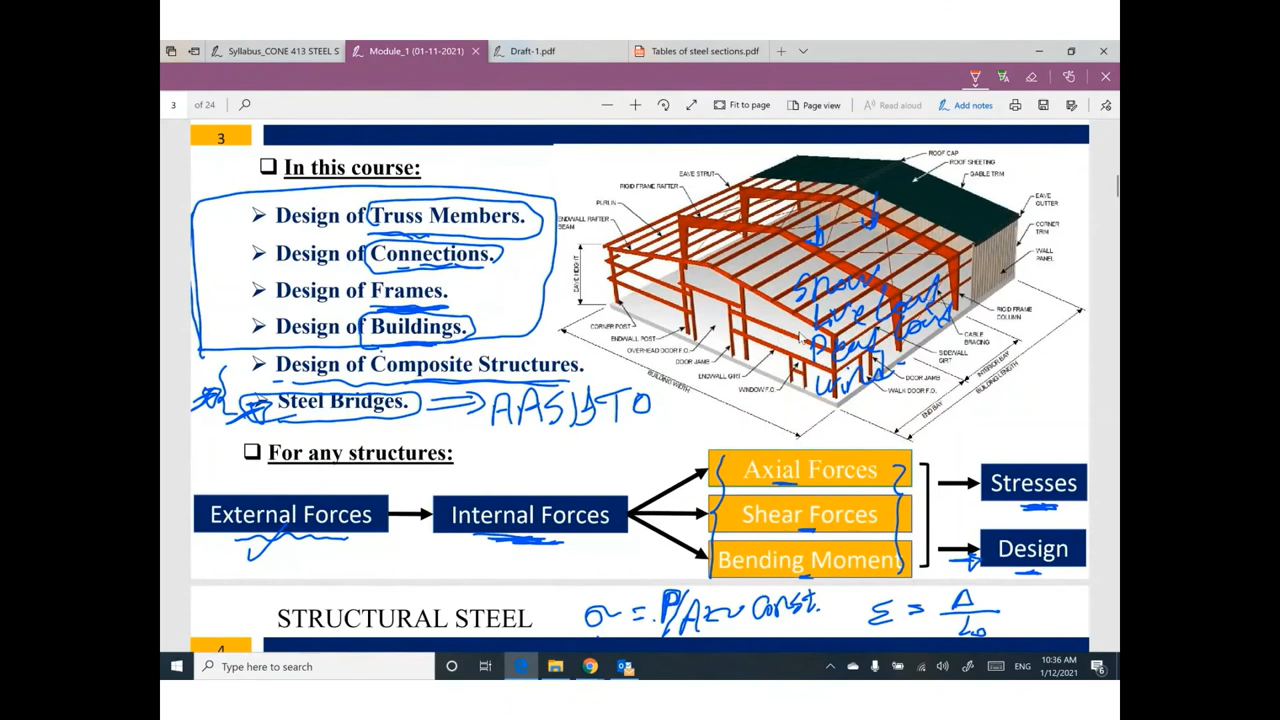 Syllabus_CONE 413 STEEL S
Module_1 (01-11-2021)
Draft-1.pdf
Tables of steel sections.pdf
3 of 24
Fit to page
Page view
Read aloud
Add notes
3
In this course:
Design of Truss Members.
Design of Connections.
Design of Frames.
Design of Buildings.
Design of Composite Structures.
Steel Bridges.
AASHTO
ROOF CAP
ROOF SHEETING
GABLE TRIM
EAVE STRUT
RIGID FRAME RAFTER
PURLIN
ENDWALL RAFTER
BEAM
EAVE GUTTER
CORNER TRIM
WALL PANEL
EAVE HEIGHT
Snow
Live Load
Dead Load
wind
RIGID FRAME COLUMN
CABLE BRACING
SIDEWALL GIRT
CORNER POST
ENDWALL POST
OVERHEAD DOOR F.O.
DOOR JAMB
ENDWALL GIRT
WINDOW F.O.
DOOR JAMB
WALK DOOR F.O.
BUILDING WIDTH
END BAY
INTERIOR BAY
BUILDING LENGTH
For any structures:
External Forces
Internal Forces
Axial Forces
Shear Forces
Bending Moment
Stresses
Design
STRUCTURAL STEEL
σ = P/A const.
ε = Δ/L₀
4
Type here to search
ENG
10:36 AM
1/12/2021
6